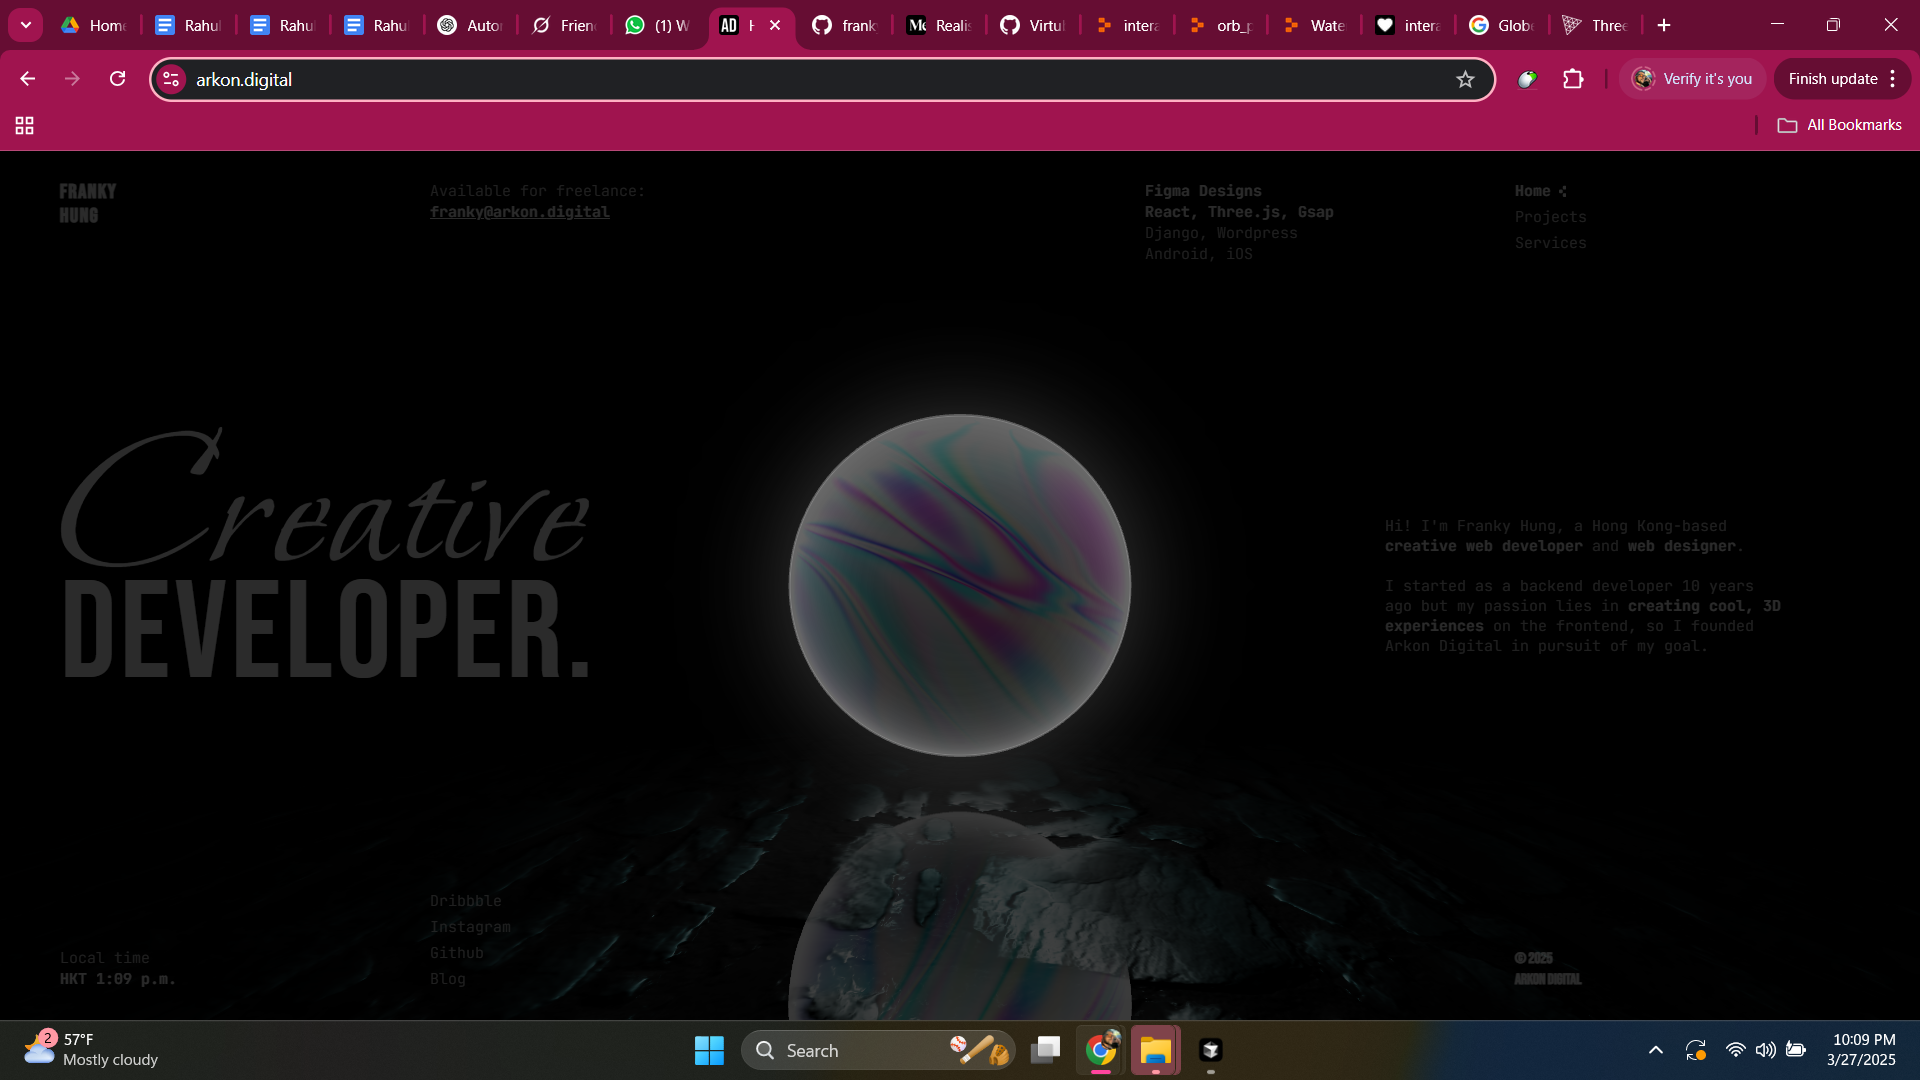 Home
Rahul
Rahul
Rahul
Auto
Frien
(1) W
AD
H
frank
Me
Realis
Virtu
intera
orb_p
Wate
intera
Glob
Three
arkon.digital
Verify it's you
Finish update
All Bookmarks
FRANKY
HUNG
Available for freelance:
franky@arkon.digital
Figma Designs
React, Three.js, Gsap
Django, Wordpress
Android, iOS
Home
Projects
Services
Creative
DEVELOPER.
Hi! I'm Franky Hung, a Hong Kong-based
creative web developer and web designer.
I started as a backend developer 10 years
ago but my passion lies in creating cool, 3D
experiences on the frontend, so I founded
Arkon Digital in pursuit of my goal.
Dribbble
Instagram
Github
Blog
Local time
HKT 1:09 p.m.
© 2025
ARKON DIGITAL
2
57°F
Mostly cloudy
Search
10:09 PM
3/27/2025